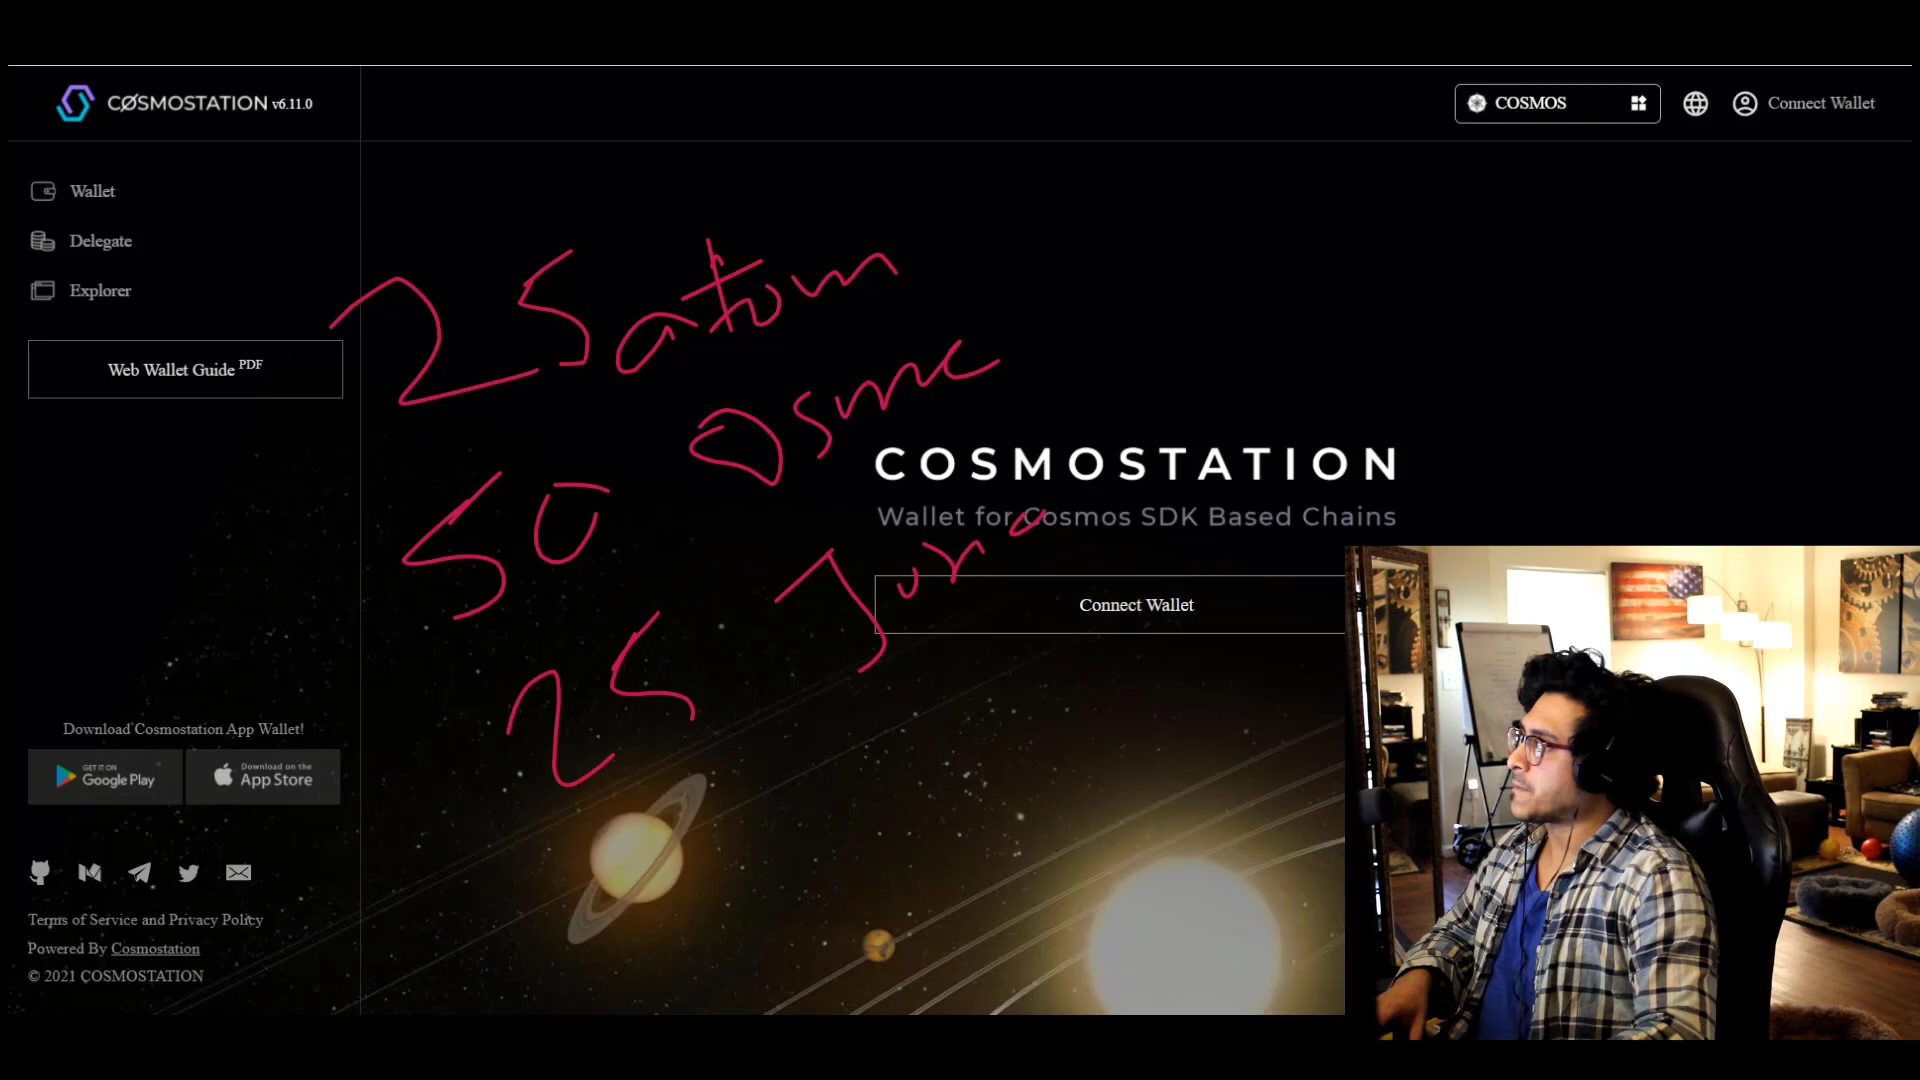 COSMOSTATION v6.11.0
COSMOS
Connect Wallet
Wallet
Delegate
Explorer
Web Wallet Guide PDF
25 atom
50 Osmo
25 Juno
COSMOSTATION
Wallet for Cosmos SDK Based Chains
Connect Wallet
Download Cosmostation App Wallet!
GET IT ON
Google Play
Download on the
App Store
Terms of Service and Privacy Policy
Powered By Cosmostation
© 2021 COSMOSTATION